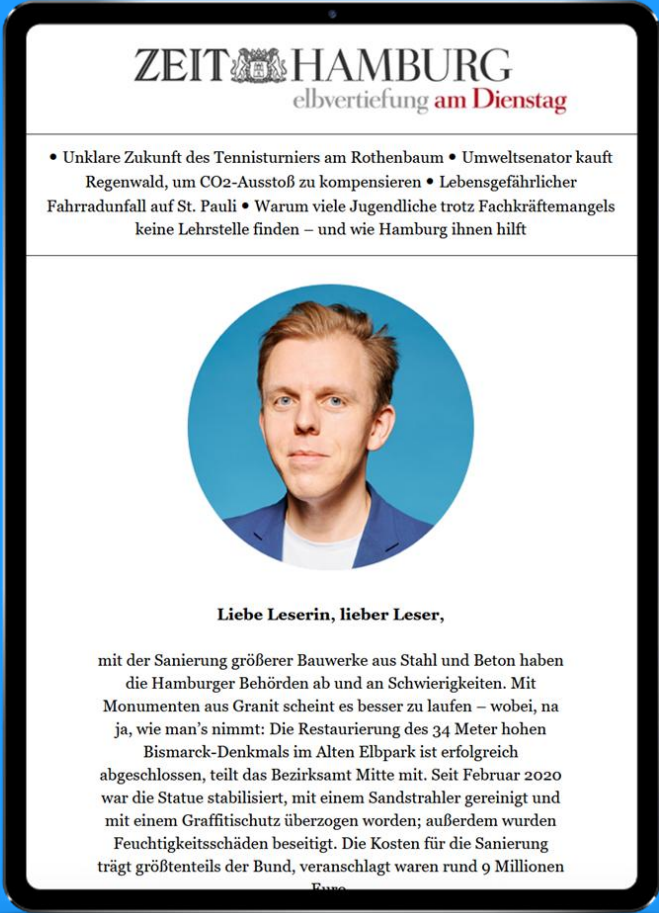 ZEIT HAMBURG
elbvertiefung am Dienstag
• Unklare Zukunft des Tennisturniers am Rothenbaum • Umweltsenator kauft
Regenwald, um CO2-Ausstoß zu kompensieren • Lebensgefährlicher
Fahrradunfall auf St. Pauli • Warum viele Jugendliche trotz Fachkräftemangels
keine Lehrstelle finden – und wie Hamburg ihnen hilft
Liebe Leserin, lieber Leser,
mit der Sanierung größerer Bauwerke aus Stahl und Beton haben
die Hamburger Behörden ab und an Schwierigkeiten. Mit
Monumenten aus Granit scheint es besser zu laufen – wobei, na
ja, wie man’s nimmt: Die Restaurierung des 34 Meter hohen
Bismarck-Denkmals im Alten Elbpark ist erfolgreich
abgeschlossen, teilt das Bezirksamt Mitte mit. Seit Februar 2020
war die Statue stabilisiert, mit einem Sandstrahler gereinigt und
mit einem Graffitischutz überzogen worden; außerdem wurden
Feuchtigkeitsschäden beseitigt. Die Kosten für die Sanierung
trägt größtenteils der Bund, veranschlagt waren rund 9 Millionen
Euro